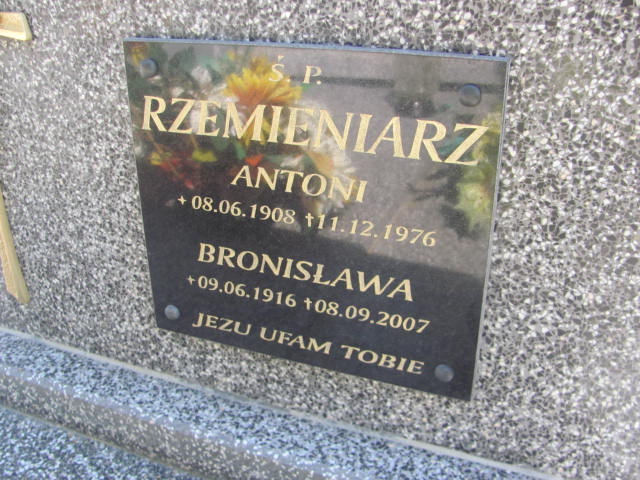 Ś. P.
RZEMIENIARZ
ANTONI
+08.06.1908 †11.12.1976
BRONISŁAWA
+09.06.1916 †08.09.2007
JEZU UFAM TOBIE